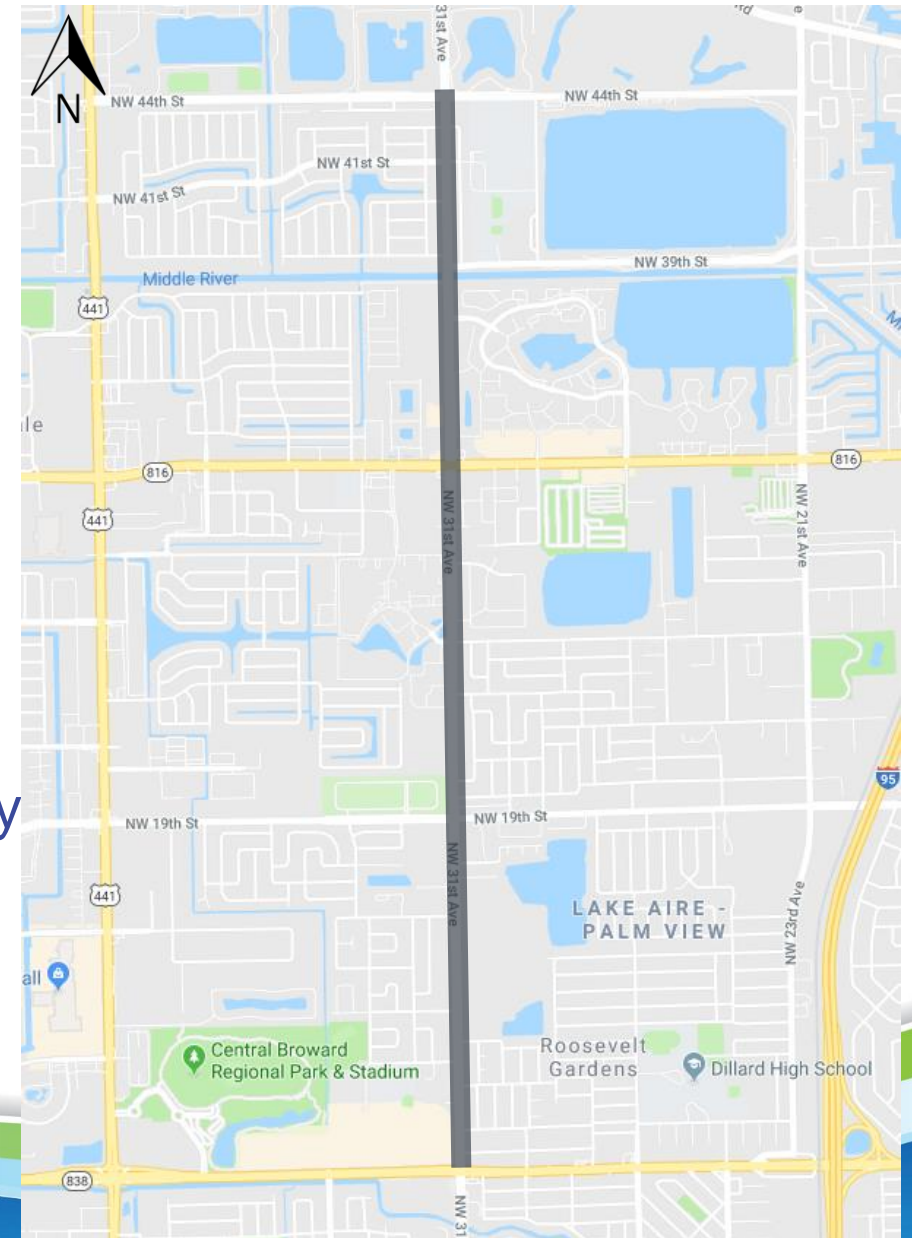 31st Ave
N
NW 44th St
NW 44th St
NW 41st St
NW 41st St
NW 39th St
Middle River
441
816
816
441
NW 31st Ave
NW 21st Ave
95
y
NW 19th St
NW 19th St
NW 31st Ave
441
LAKE AIRE -
PALM VIEW
NW 23rd Ave
all
Central Broward
Regional Park & Stadium
Roosevelt
Gardens
Dillard High School
838
NW 31